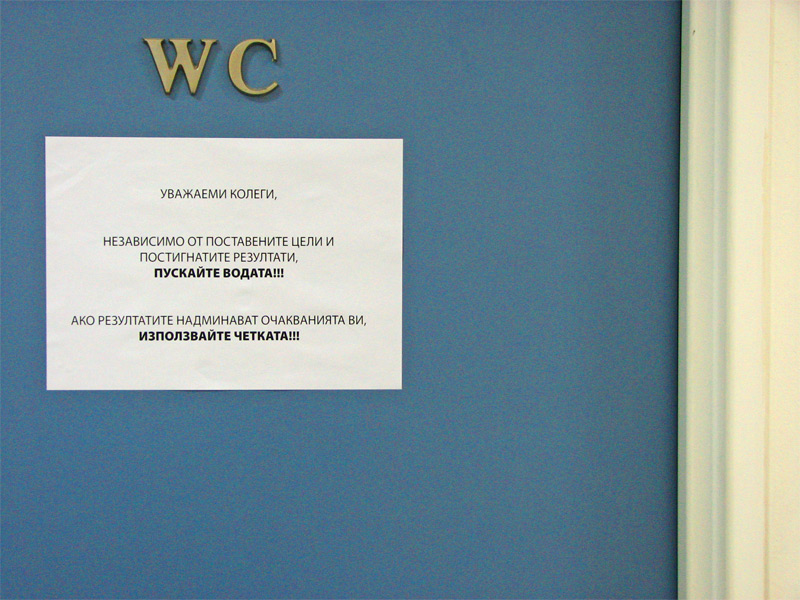 WC
УВАЖАЕМИ КОЛЕГИ,
НЕЗАВИСИМО ОТ ПОСТАВЕНИТЕ ЦЕЛИ И
ПОСТИГНАТИТЕ РЕЗУЛТАТИ,
ПУСКАЙТЕ ВОДАТА!!!
АКО РЕЗУЛТАТИТЕ НАДМИНАВАТ ОЧАКВАНИЯТА ВИ,
ИЗПОЛЗВАЙТЕ ЧЕТКАТА!!!